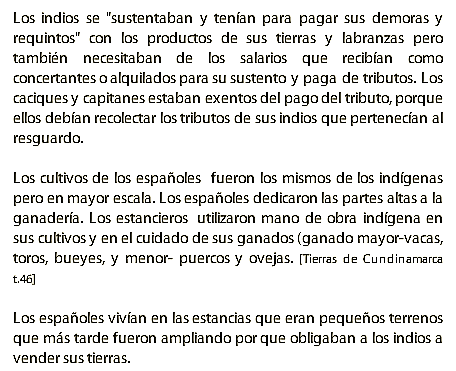 Los indios se "sustentaban y tenían para pagar sus demoras y
requintos" con los productos de sus tierras y labranzas pero
también necesitaban de los salarios que recibían como
concertantes o alquilados para su sustento y paga de tributos. Los
caciques y capitanes estaban exentos del pago del tributo, porque
ellos debían recolectar los tributos de sus indios que pertenecían al
resguardo.
Los cultivos de los españoles fueron los mismos de los indígenas
pero en mayor escala. Los españoles dedicaron las partes altas a la
ganadería. Los estancieros utilizaron mano de obra indígena en
sus cultivos y en el cuidado de sus ganados (ganado mayor-vacas,
toros, bueyes, y menor- puercos y ovejas. [Tierras de Cundinamarca
t.46]
Los españoles vivían en las estancias que eran pequeños terrenos
que más tarde fueron ampliando por que obligaban a los indios a
vender sus tierras.